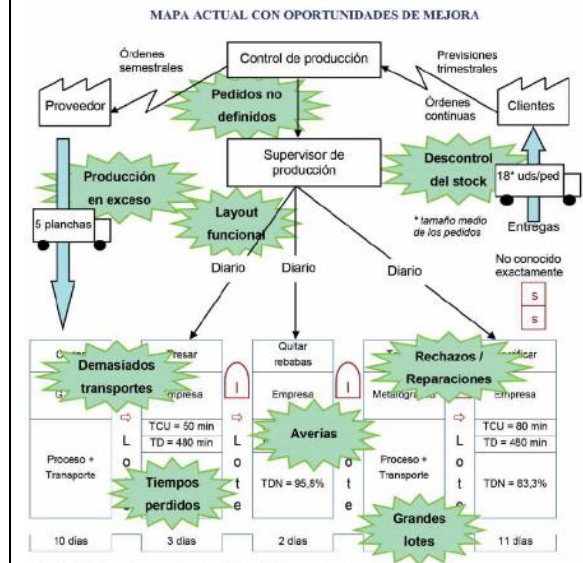 MAPA ACTUAL CON OPORTUNIDADES DE MEJORA
Órdenes
semestrales
Control de producción
Previsiones
trimestrales
Proveedor
Pedidos no
definidos
Órdenes
continuas
Clientes
Producción
en exceso
Supervisor de
producción
Descontrol
del stock
18* uds/ped
5 planchas
Layout
funcional
* tamaño medio
de los pedidos
Entregas
Diario
Diario
Diario
No conocido
exactamente
s
s
Quitar
rebabas
Demasiados
transportes
Rechazos /
Reparaciones
I
I
Empresa
Empresa
Empresa
TCU = 50 min
TD = 480 min
Averías
TCU = 80 min
TD = 480 min
Proceso +
Transporte
Lote
Lote
Lote
Proceso +
Transporte
Lote
Tiempos
perdidos
TDN = 95,8%
TDN = 83,3%
Grandes
lotes
10 días
3 días
2 días
11 días